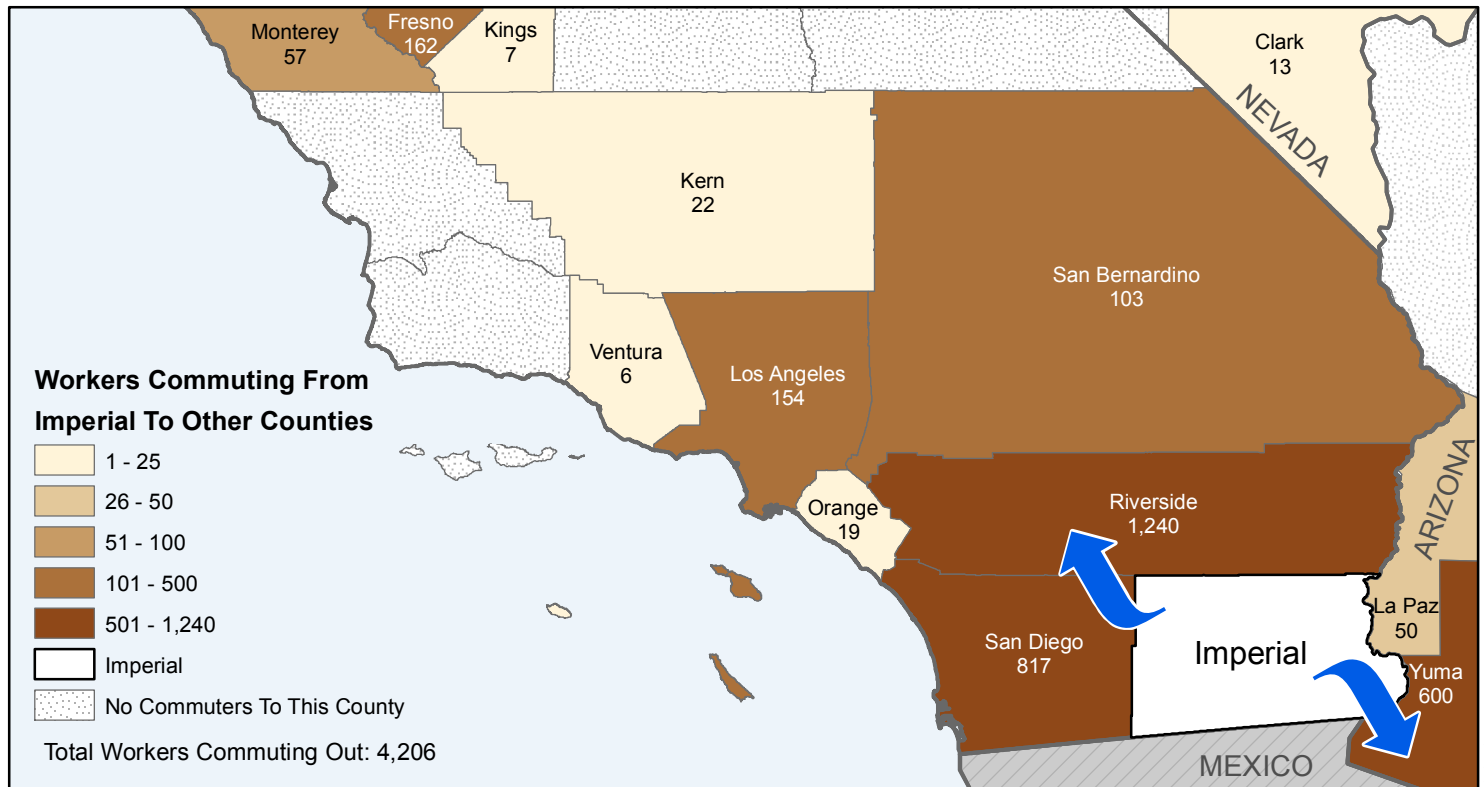 Monterey
57
Fresno
162
Kings
7
Clark
13
NEVADA
Kern
22
San Bernardino
103
Ventura
6
Los Angeles
154
Orange
19
Riverside
1,240
ARIZONA
San Diego
817
Imperial
La Paz
50
Yuma
600
MEXICO
Workers Commuting From
Imperial To Other Counties
1 - 25
26 - 50
51 - 100
101 - 500
501 - 1,240
Imperial
No Commuters To This County
Total Workers Commuting Out: 4,206